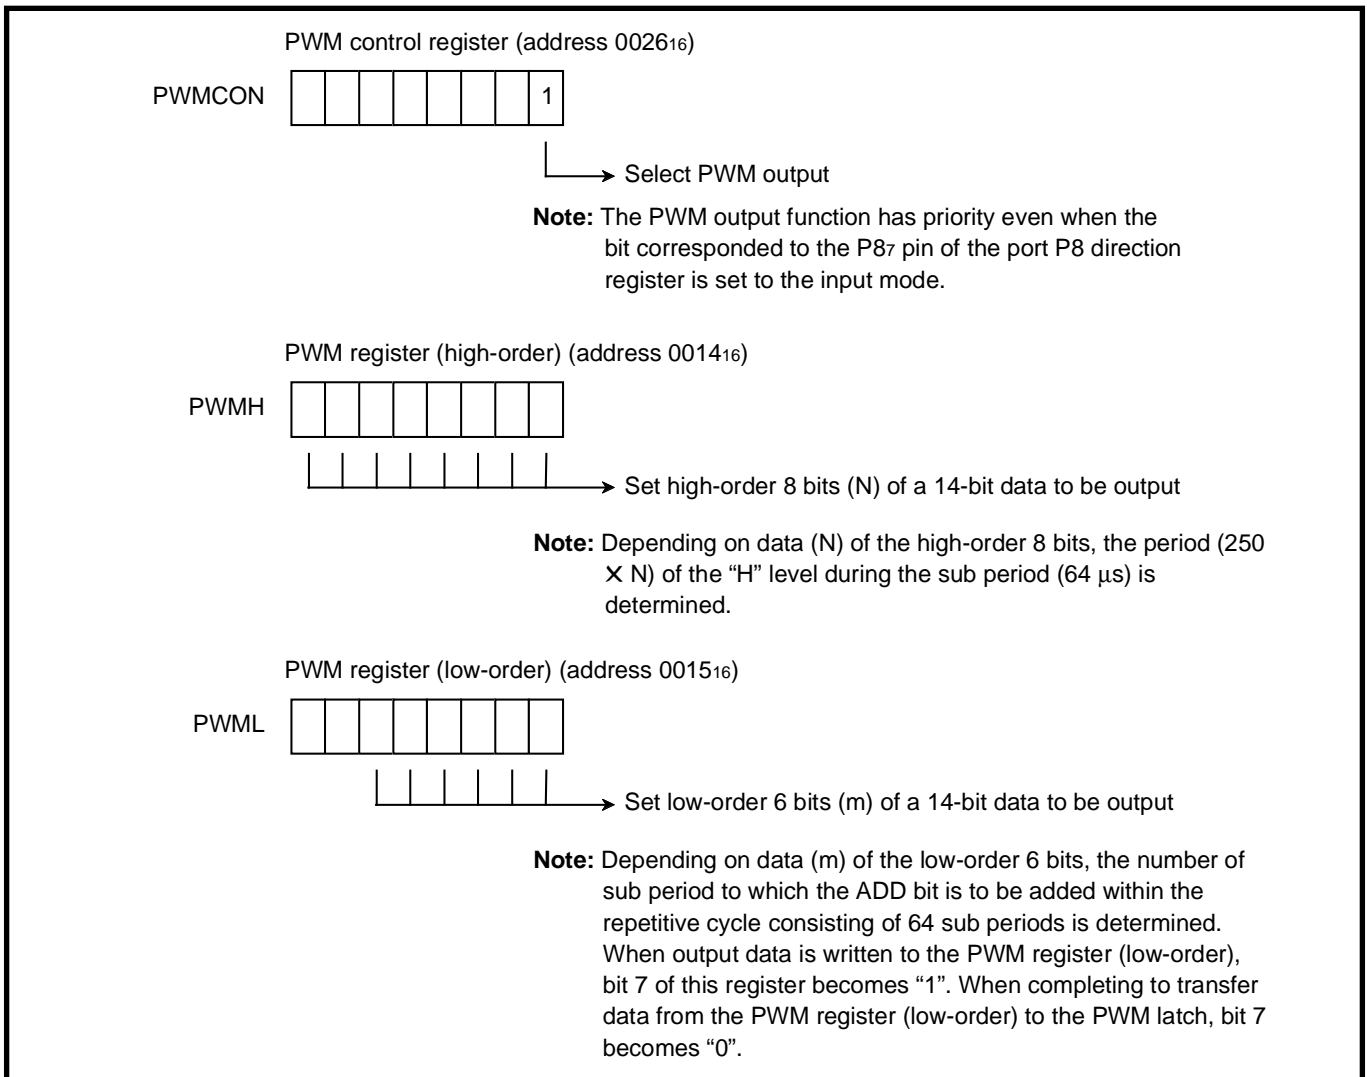 PWM control register (address 0026₁₆)
PWMCON 1
Select PWM output
Note: The PWM output function has priority even when the
bit corresponded to the P8₇ pin of the port P8 direction
register is set to the input mode.
PWM register (high-order) (address 0014₁₆)
PWMH
Set high-order 8 bits (N) of a 14-bit data to be output
Note: Depending on data (N) of the high-order 8 bits, the period (250
✕ N) of the “H” level during the sub period (64 μs) is
determined.
PWM register (low-order) (address 0015₁₆)
PWML
Set low-order 6 bits (m) of a 14-bit data to be output
Note: Depending on data (m) of the low-order 6 bits, the number of
sub period to which the ADD bit is to be added within the
repetitive cycle consisting of 64 sub periods is determined.
When output data is written to the PWM register (low-order),
bit 7 of this register becomes “1”. When completing to transfer
data from the PWM register (low-order) to the PWM latch, bit 7
becomes “0”.